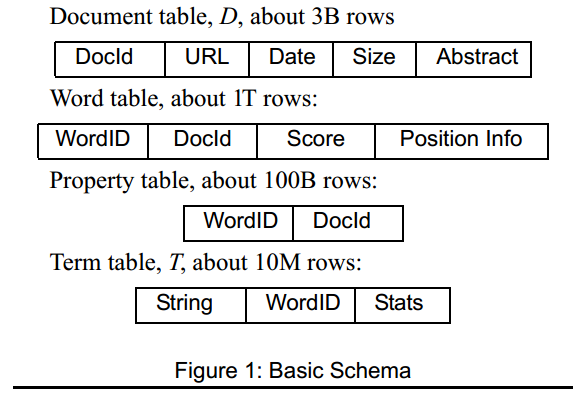 Document table, D, about 3B rows
DocId URL Date Size Abstract
Word table, about 1T rows:
WordID DocId Score Position Info
Property table, about 100B rows:
WordID DocId
Term table, T, about 10M rows:
String WordID Stats
Figure 1: Basic Schema